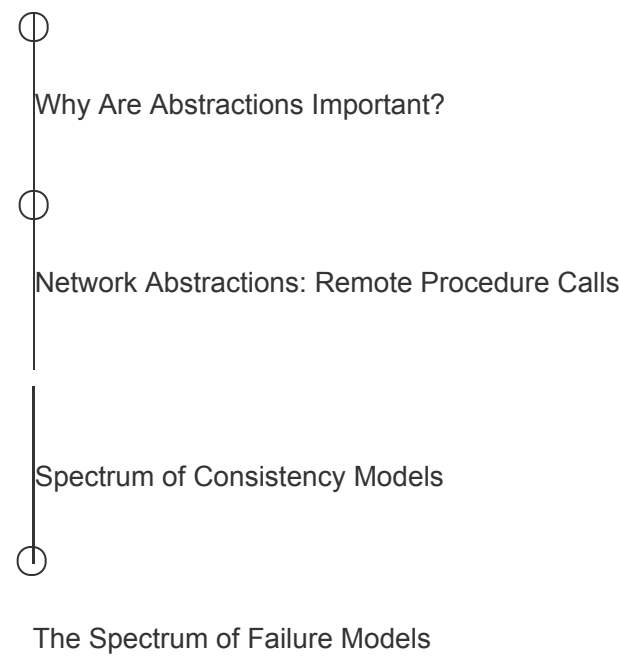 Why Are Abstractions Important?
Network Abstractions: Remote Procedure Calls
Spectrum of Consistency Models
The Spectrum of Failure Models